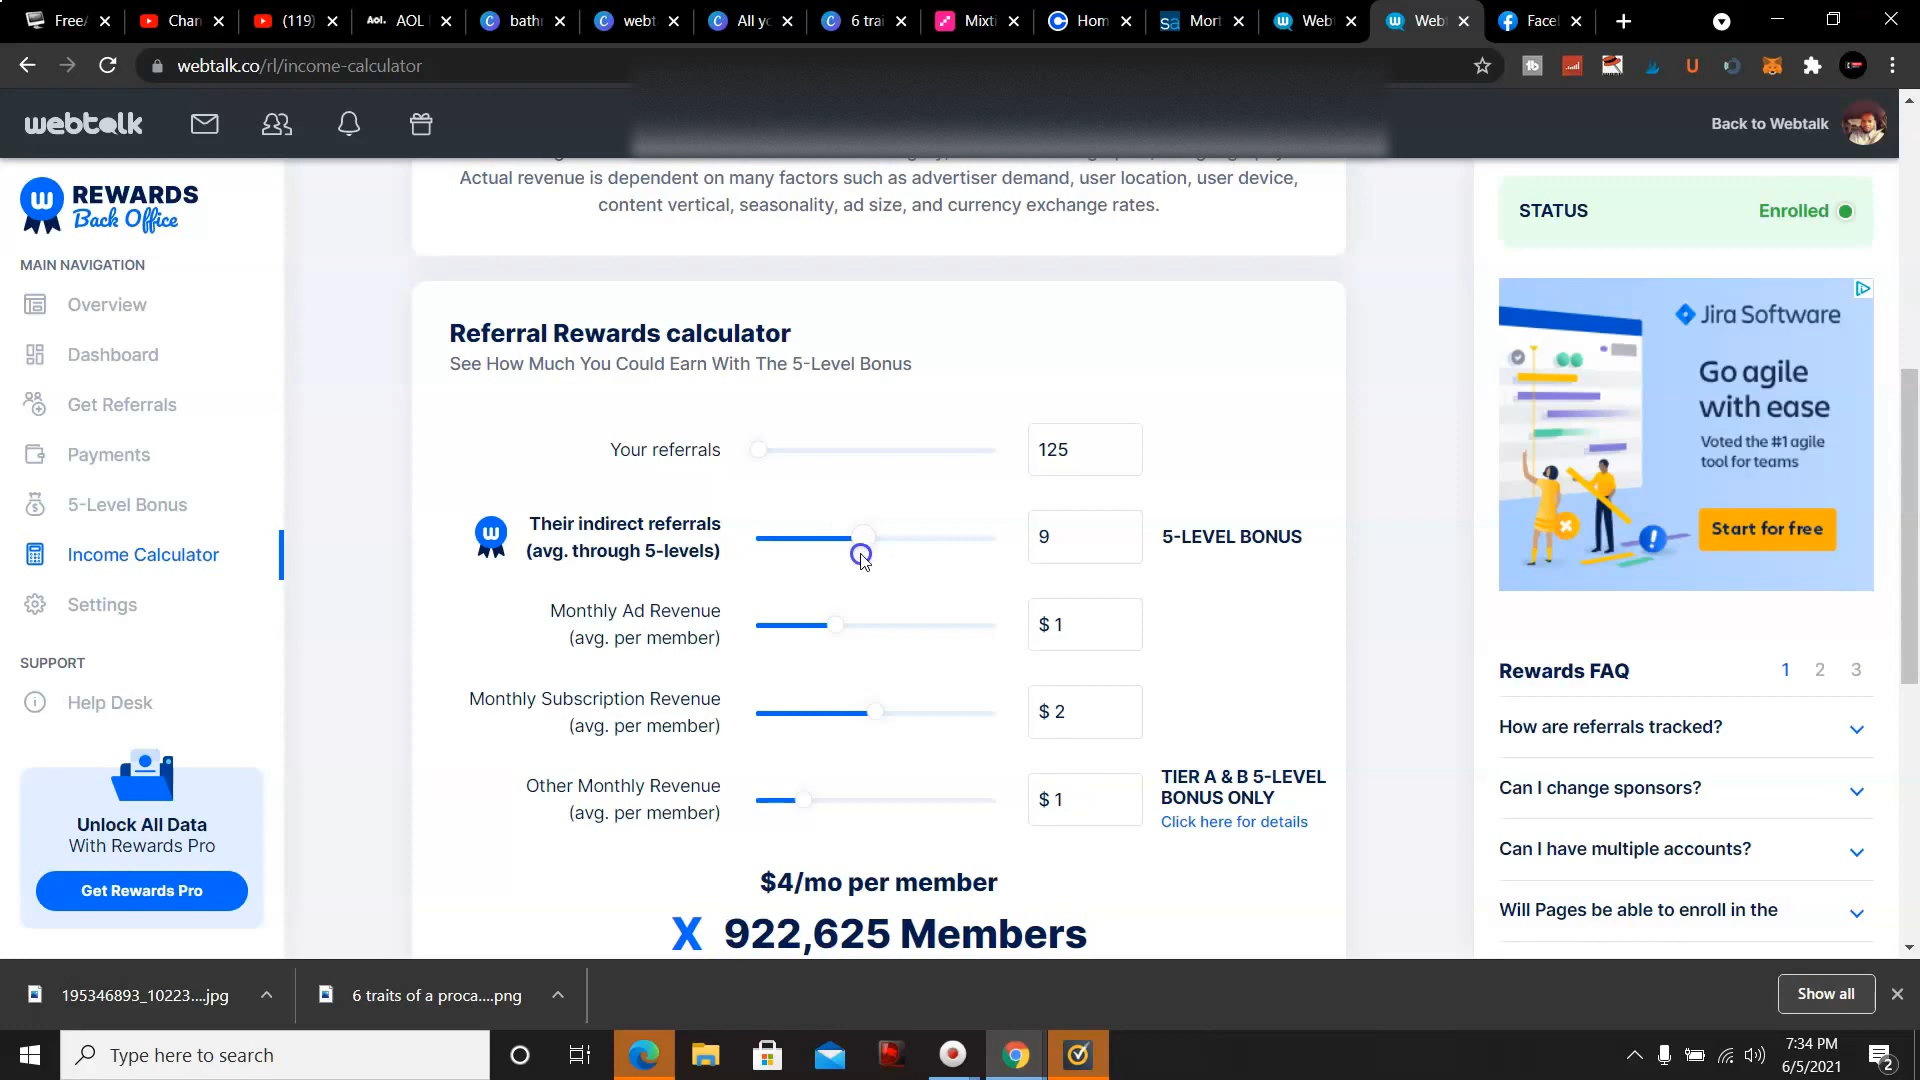 FreeA
Chan
(119)
Aol. AOL
bathr
webt
All yo
6 trai
Mixti
Hom
sa Mort
Webt
Webt
Facel
webtalk.co/rl/income-calculator
webtalk
Back to Webtalk
Actual revenue is dependent on many factors such as advertiser demand, user location, user device,
content vertical, seasonality, ad size, and currency exchange rates.
REWARDS
Back Office
MAIN NAVIGATION
Overview
Dashboard
Get Referrals
Payments
5-Level Bonus
Income Calculator
Settings
SUPPORT
Help Desk
Unlock All Data
With Rewards Pro
Get Rewards Pro
Referral Rewards calculator
See How Much You Could Earn With The 5-Level Bonus
Your referrals
125
Their indirect referrals
(avg. through 5-levels)
9
5-LEVEL BONUS
Monthly Ad Revenue
(avg. per member)
$ 1
Monthly Subscription Revenue
(avg. per member)
$ 2
Other Monthly Revenue
(avg. per member)
$ 1
TIER A & B 5-LEVEL
BONUS ONLY
Click here for details
$4/mo per member
X 922,625 Members
STATUS
Enrolled
Jira Software
Go agile
with ease
Voted the #1 agile
tool for teams
Start for free
Rewards FAQ
1 2 3
How are referrals tracked?
Can I change sponsors?
Can I have multiple accounts?
Will Pages be able to enroll in the
195346893_10223....jpg
6 traits of a proca....png
Show all
Type here to search
7:34 PM
6/5/2021
2